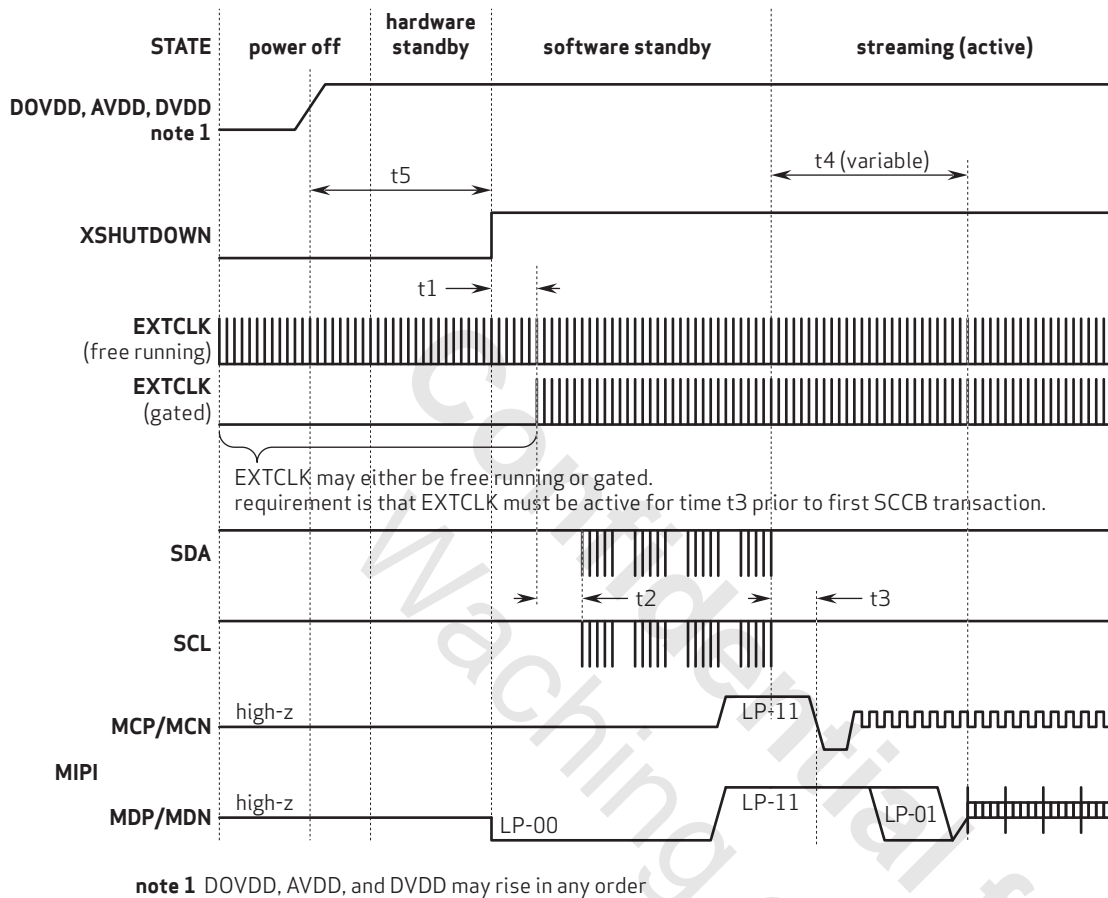 STATE power off hardware standby software standby streaming (active)
DOVDD, AVDD, DVDD
note 1
t5
t4 (variable)
XSHUTDOWN
t1
EXTCLK
(free running)
EXTCLK
(gated)
EXTCLK may either be free running or gated.
requirement is that EXTCLK must be active for time t3 prior to first SCCB transaction.
SDA
t2 t3
SCL
MCP/MCN high-z LP-11
MIPI
MDP/MDN high-z LP-00 LP-11 LP-01
note 1 DOVDD, AVDD, and DVDD may rise in any order
Confidential f
Waching